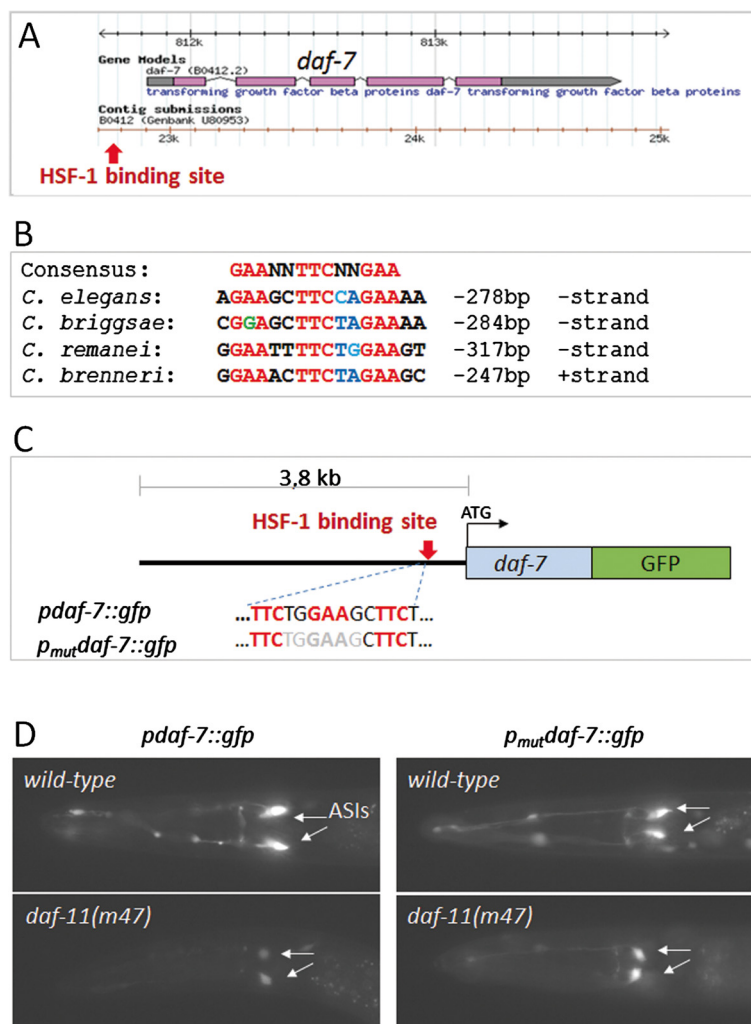 A
812k 813k
Gene Models
daf-7
daf-7 (B0412.2)
transforming growth factor beta proteins daf-7 transforming growth factor beta proteins
Contig submissions
B0412 (Genbank U80953)
23k 24k 25k
HSF-1 binding site
B
Consensus: GAANNTTCNNGAA
C. elegans: AGAAGCTTCCAGAAAA -278bp -strand
C. briggsae: CGGAGCTTCTAGAAAA -284bp -strand
C. remanei: GGAATTTTCTGGAAGT -317bp -strand
C. brenneri: GGAAACTTCTAGAAGC -247bp +strand
C
3,8 kb
HSF-1 binding site
ATG
daf-7 GFP
pdaf-7::gfp ...TTCTGGAAGCTTCT...
pmutdaf-7::gfp ...TTCTGGAAGCTTCT...
D
pdaf-7::gfp pmutdaf-7::gfp
wild-type wild-type
ASIs
daf-11(m47) daf-11(m47)